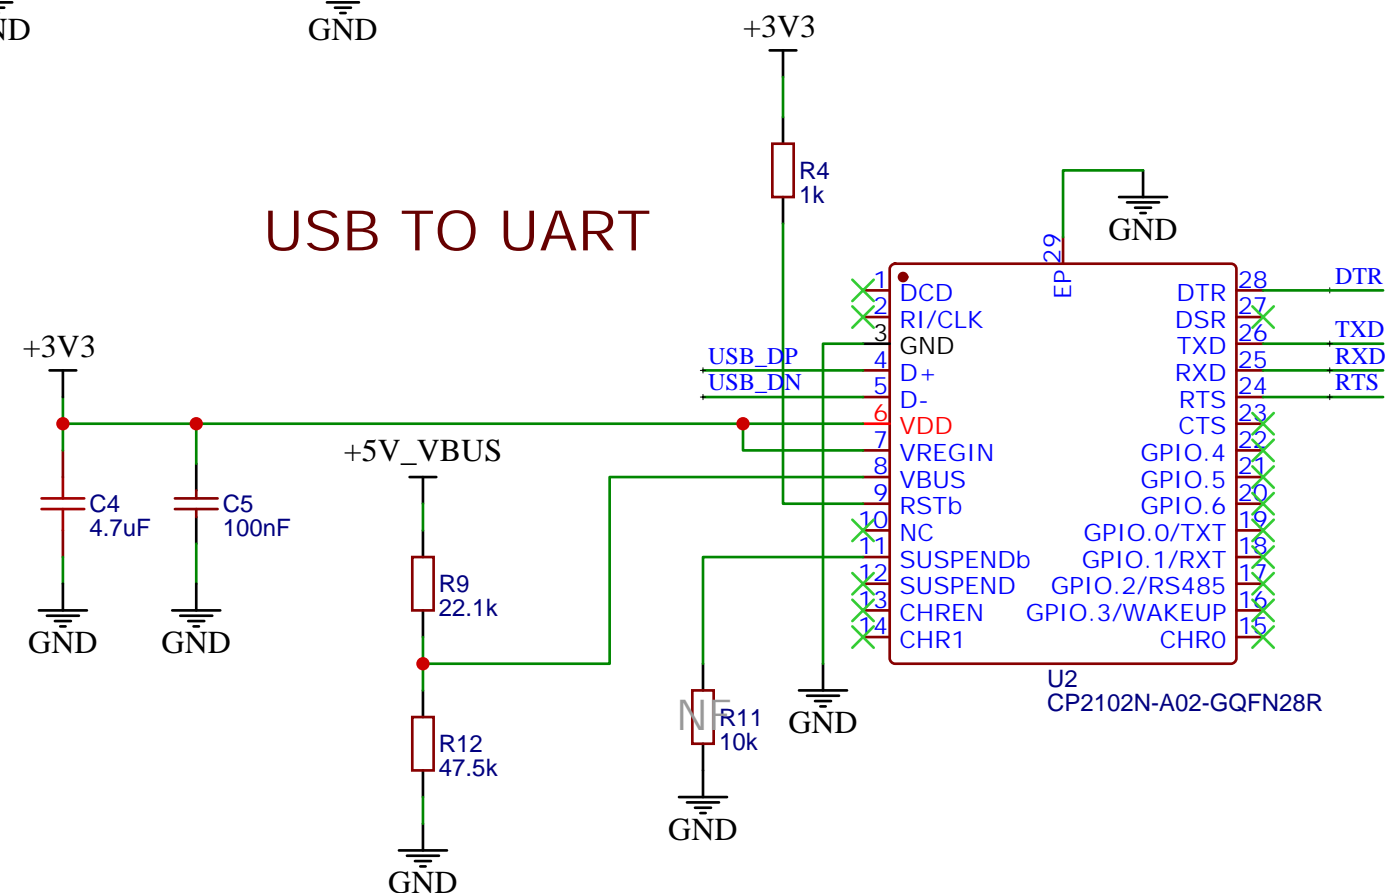 ND
GND
+3V3
R4
1k
USB TO UART
GND
EP 29
+3V3
USB_DP
USB_DN
1 DCD
2 RI/CLK
3 GND
4 D+
5 D-
6 VDD
7 VREGIN
8 VBUS
9 RSTb
10 NC
11 SUSPENDb
12 SUSPEND
13 CHREN
14 CHR1
DTR 28 DTR
DSR 27
TXD 26 TXD
RXD 25 RXD
RTS 24 RTS
CTS 23
GPIO.4 22
GPIO.5 21
GPIO.6 20
GPIO.0/TXT 19
GPIO.1/RXT 18
GPIO.2/RS485 17
GPIO.3/WAKEUP 16
CHR0 15
U2
CP2102N-A02-GQFN28R
+5V_VBUS
C4
4.7uF
C5
100nF
GND
GND
R9
22.1k
R12
47.5k
GND
NF
R11
10k
GND
GND